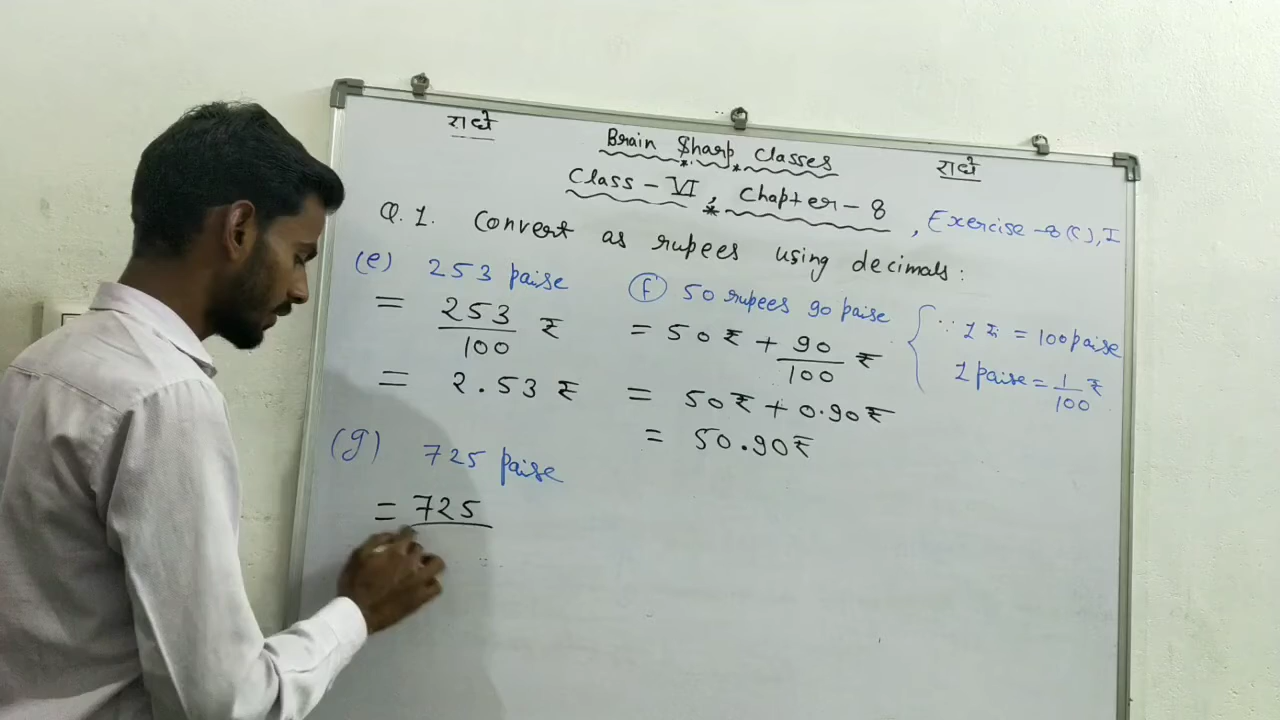 राधे
Brain Sharp Classes
राधे
Class - VI, Chapter - 8
, Exercise - 8(C), I
Q.1. Convert as rupees using decimals:
(e) 253 paise
= 253/100 ₹
= 2.53 ₹
(f) 50 rupees 90 paise
= 50₹ + 90/100 ₹
= 50₹ + 0.90₹
= 50.90₹
∵ 1 ₹ = 100 paise
1 paise = 1/100 ₹
(g) 725 paise
= 725